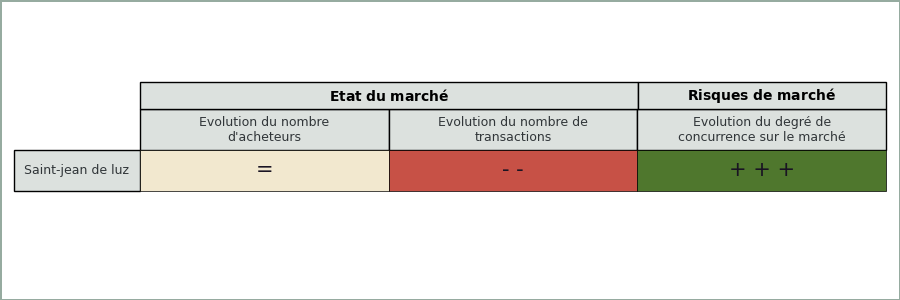 Etat du marché
Risques de marché
Evolution du nombre
d'acheteurs
Evolution du nombre de
transactions
Evolution du degré de
concurrence sur le marché
Saint-jean de luz
=
- -
+ + +